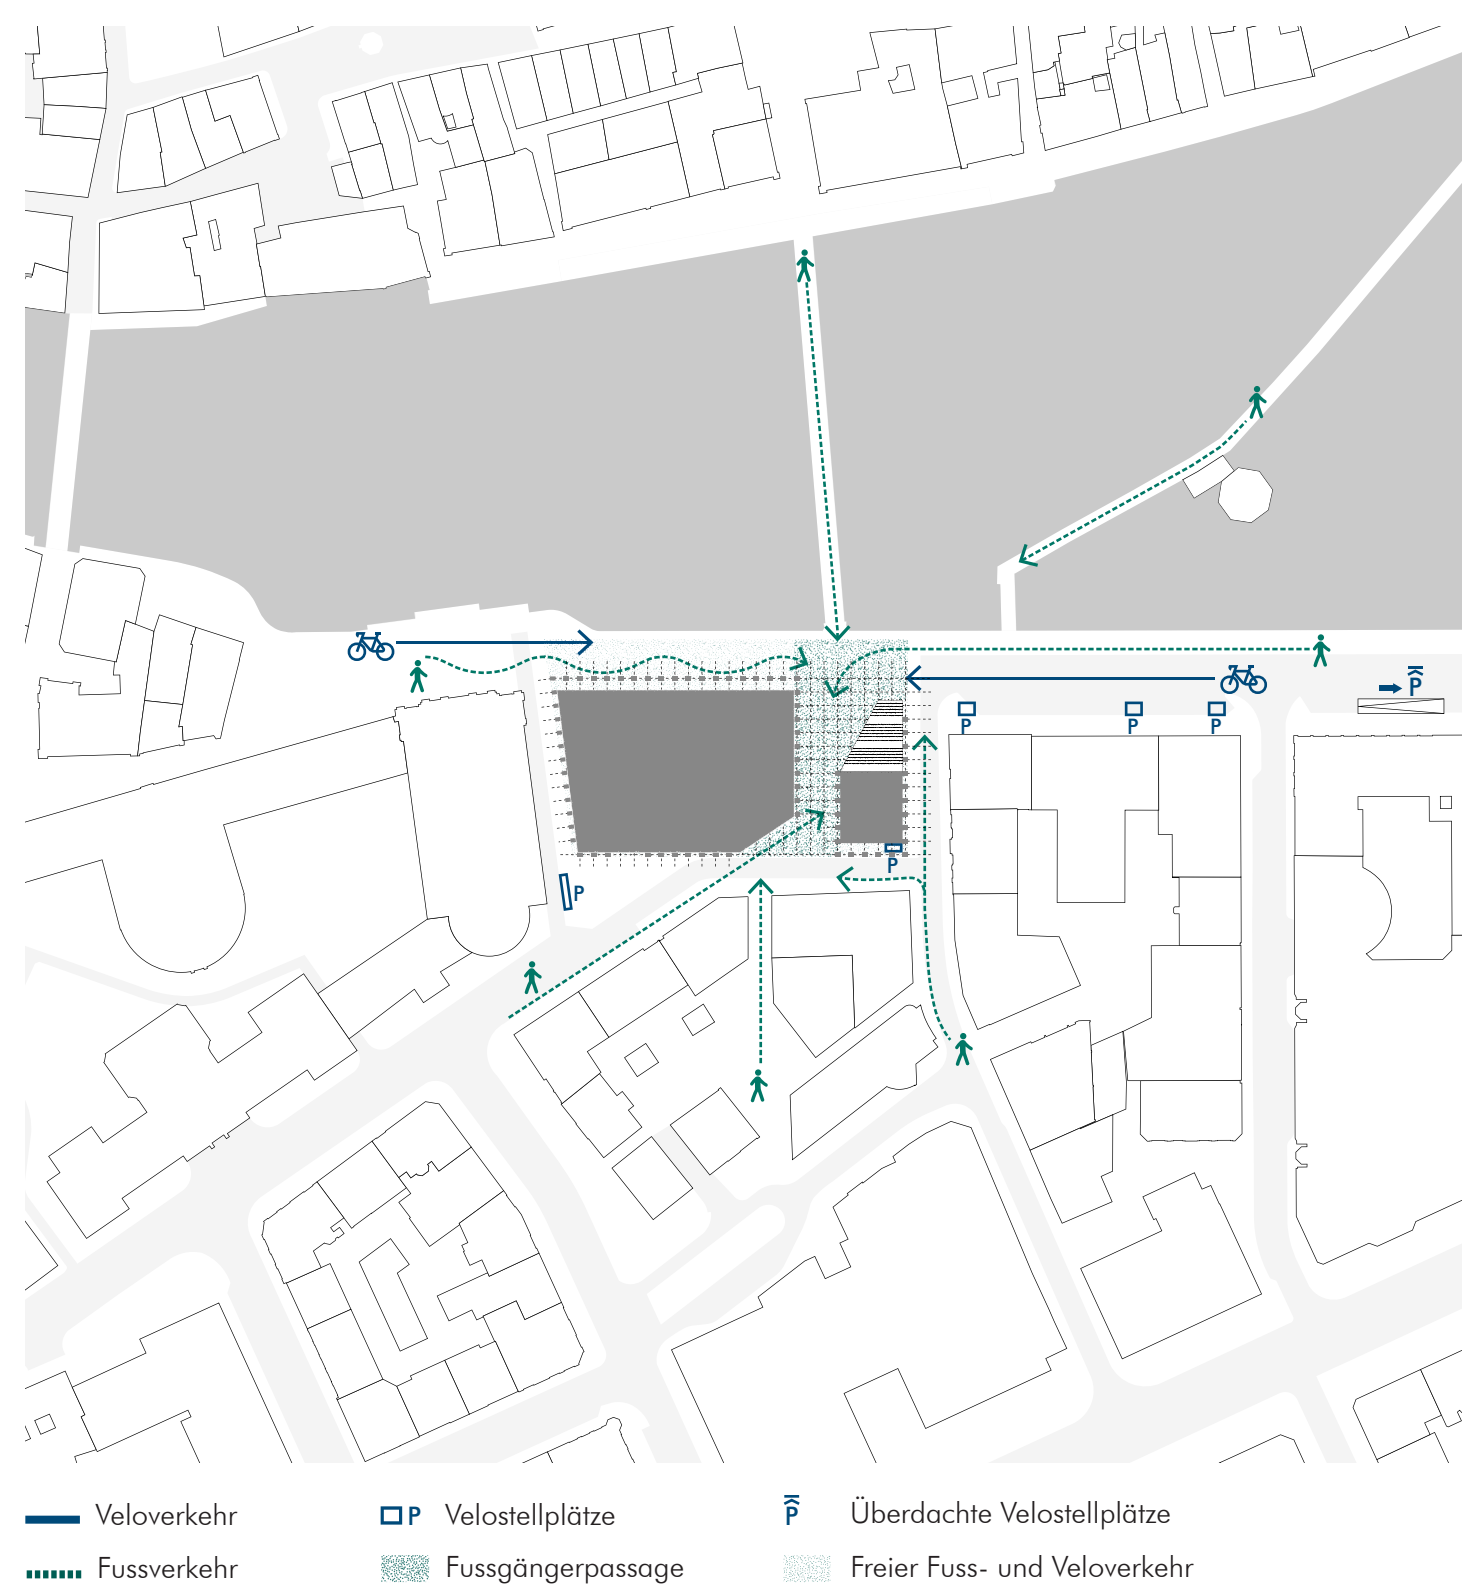 P
P
P
P
P
P
Veloverkehr
P
Velostellplätze
P
Überdachte Velostellplätze
Fussverkehr
Fussgängerpassage
Freier Fuss- und Veloverkehr